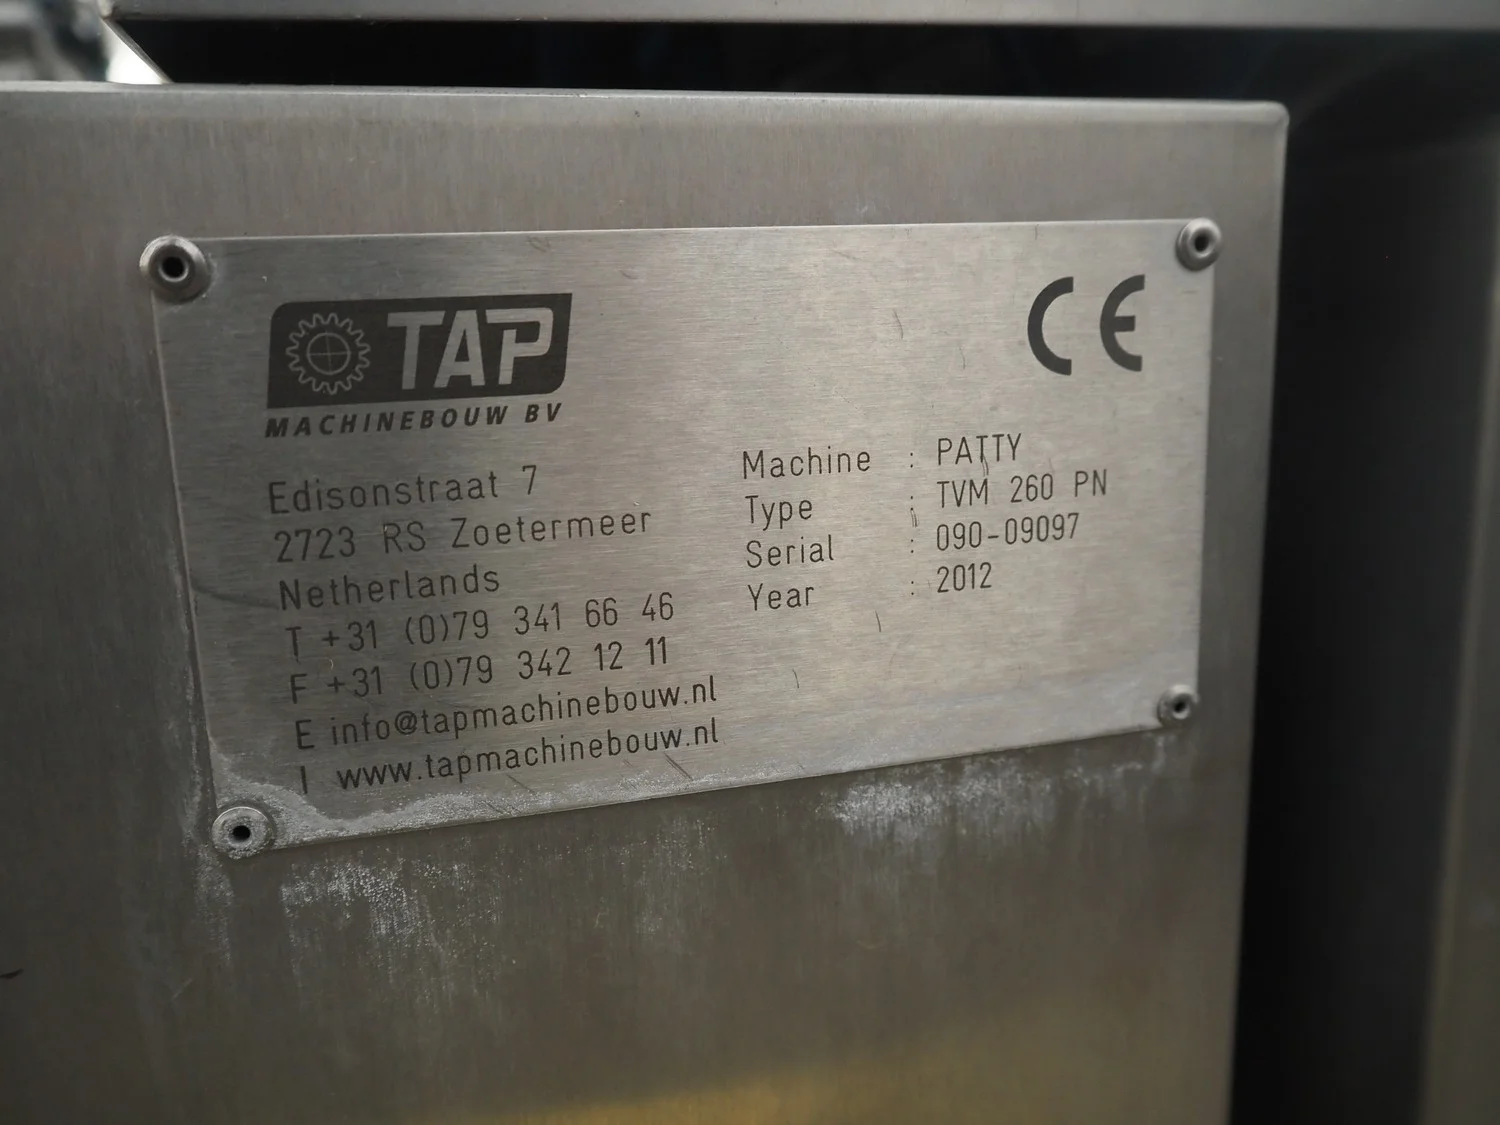 TAP
MACHINEBOUW BV
CE
Edisonstraat 7
2723 RS Zoetermeer
Netherlands
T +31 (0)79 341 66 46
F +31 (0)79 342 12 11
E info@tapmachinebouw.nl
I www.tapmachinebouw.nl
Machine : PATTY
Type : TVM 260 PN
Serial : 090-09097
Year : 2012